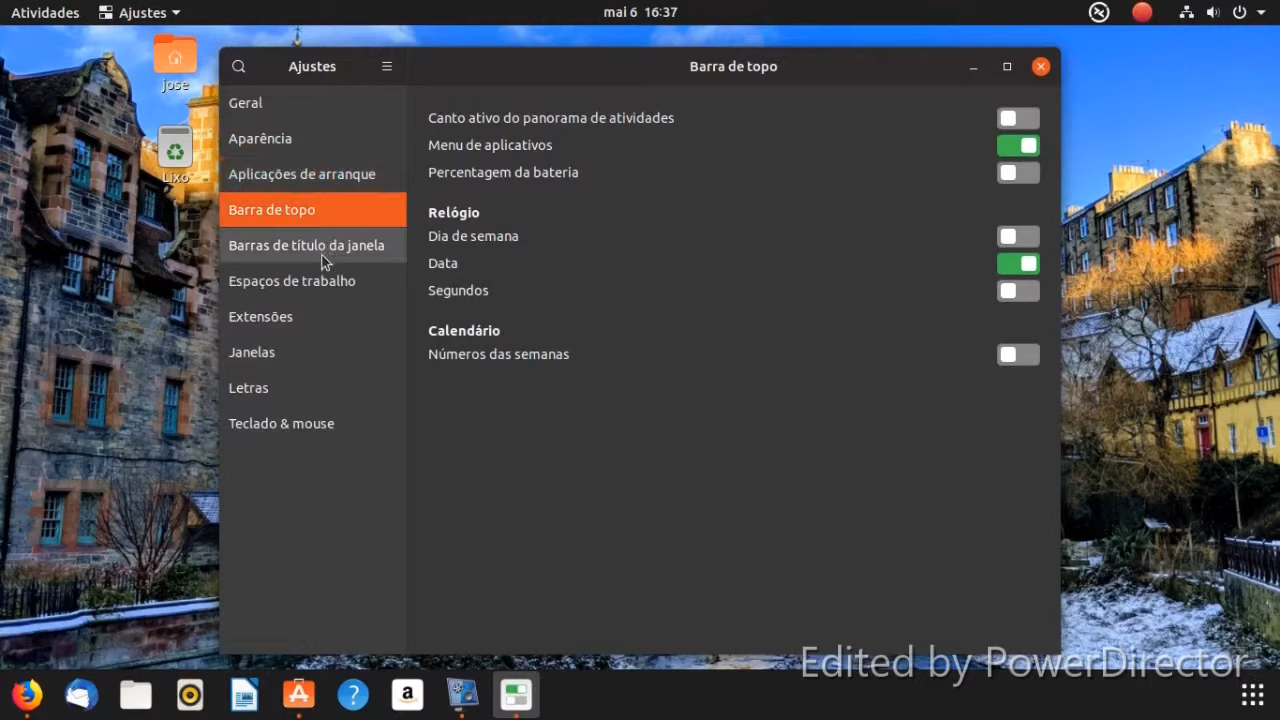 Atividades
Ajustes
mai 6 16:37
jose
Lixo
Ajustes
Barra de topo
Geral
Aparência
Aplicações de arranque
Barra de topo
Barras de título da janela
Espaços de trabalho
Extensões
Janelas
Letras
Teclado & mouse
Canto ativo do panorama de atividades
Menu de aplicativos
Percentagem da bateria
Relógio
Dia de semana
Data
Segundos
Calendário
Números das semanas
Edited by PowerDirector